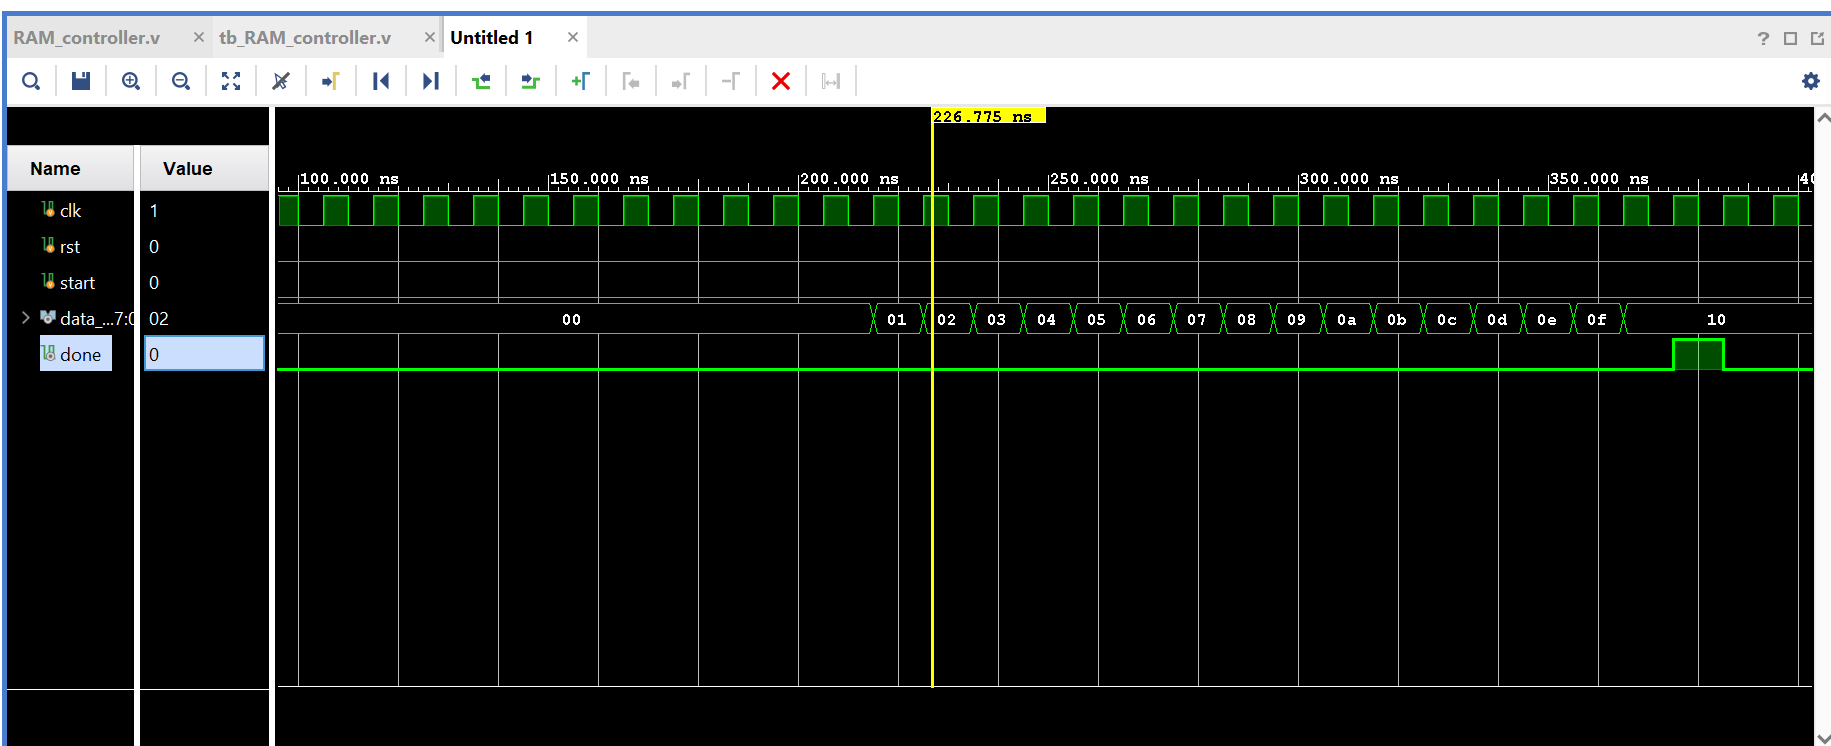 RAM_controller.v × tb_RAM_controller.v × Untitled 1 ×
?
226.775 ns
Name Value
100.000 ns 150.000 ns 200.000 ns 250.000 ns 300.000 ns 350.000 ns 40
clk 1
rst 0
start 0
data_...7:0 02 00 01 02 03 04 05 06 07 08 09 0a 0b 0c 0d 0e 0f 10
done 0